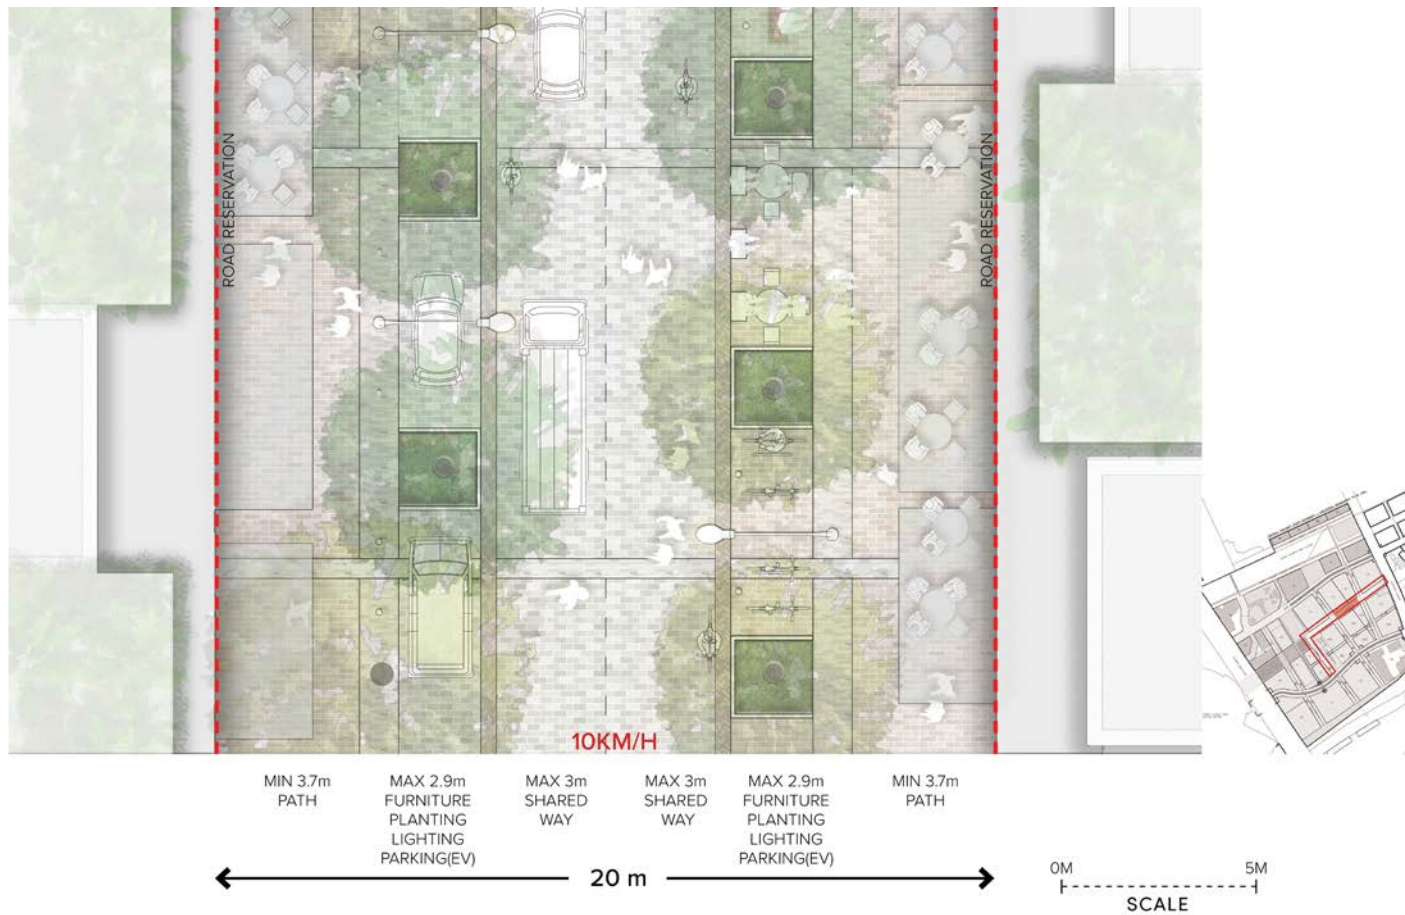 ROAD RESERVATION
ROAD RESERVATION
10KM/H
MIN 3.7m
PATH
MAX 2.9m
FURNITURE
PLANTING
LIGHTING
PARKING(EV)
MAX 3m
SHARED
WAY
MAX 3m
SHARED
WAY
MAX 2.9m
FURNITURE
PLANTING
LIGHTING
PARKING(EV)
MIN 3.7m
PATH
20 m
0M 5M
SCALE